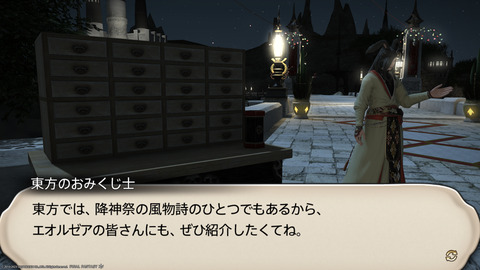 東方のおみくじ士
東方では、降神祭の風物詩のひとつでもあるから、
エオルゼアの皆さんにも、ぜひ紹介したくてね。